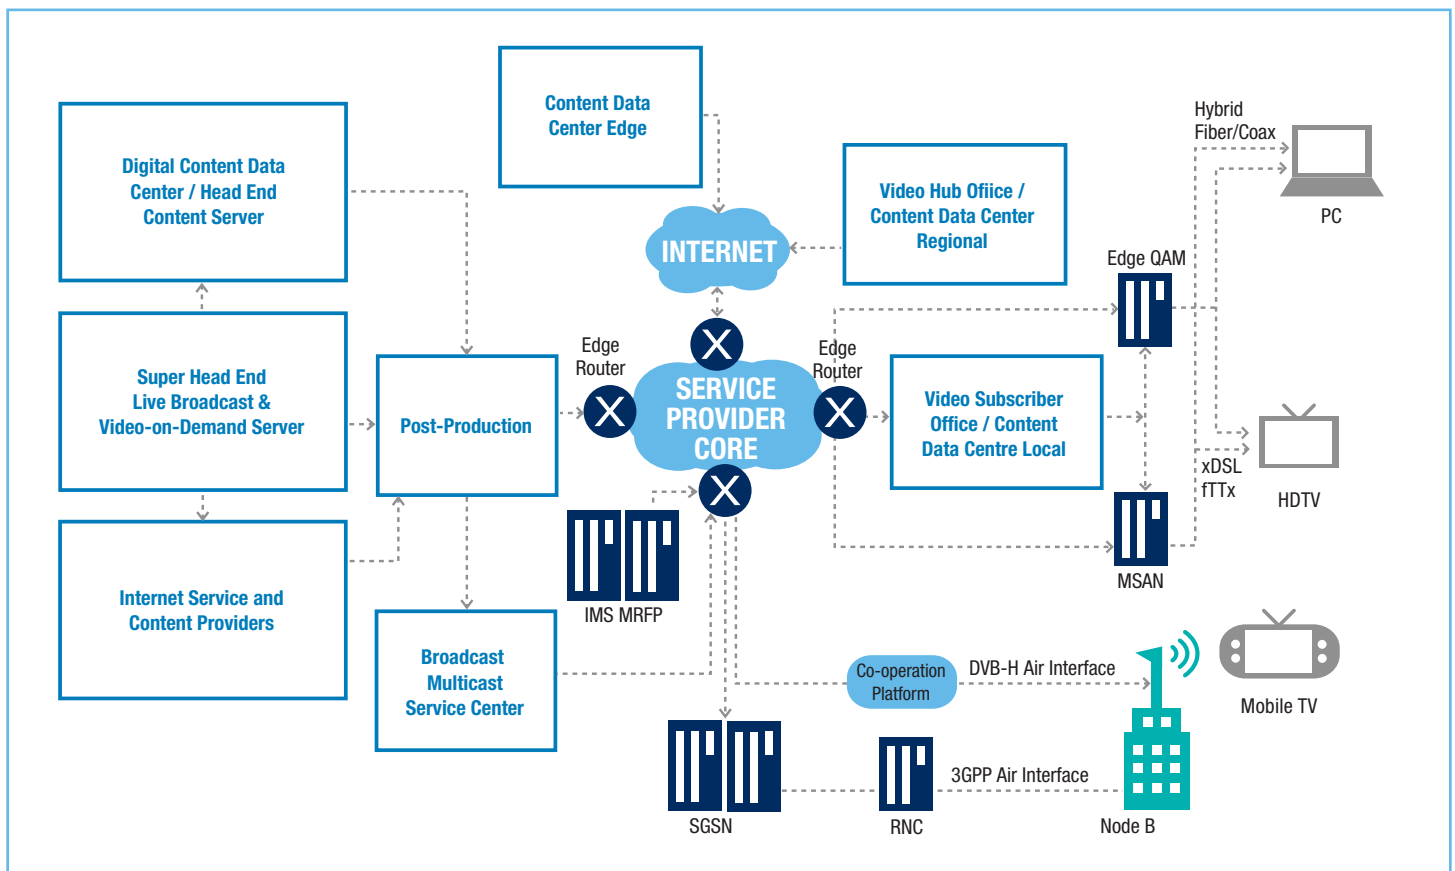 Content Data
Center Edge
Hybrid
Fiber/Coax
Digital Content Data
Center / Head End
Content Server
Video Hub Ofiice /
Content Data Center
Regional
PC
INTERNET
Edge QAM
Edge
Router
Edge
Router
Super Head End
Live Broadcast &
Video-on-Demand Server
Post-Production
X
X
X
X
SERVICE
PROVIDER
CORE
Video Subscriber
Office / Content
Data Centre Local
xDSL
fTTx
HDTV
MSAN
Internet Service and
Content Providers
IMS MRFP
Broadcast
Multicast
Service Center
Co-operation
Platform
DVB-H Air Interface
Mobile TV
3GPP Air Interface
SGSN
RNC
Node B